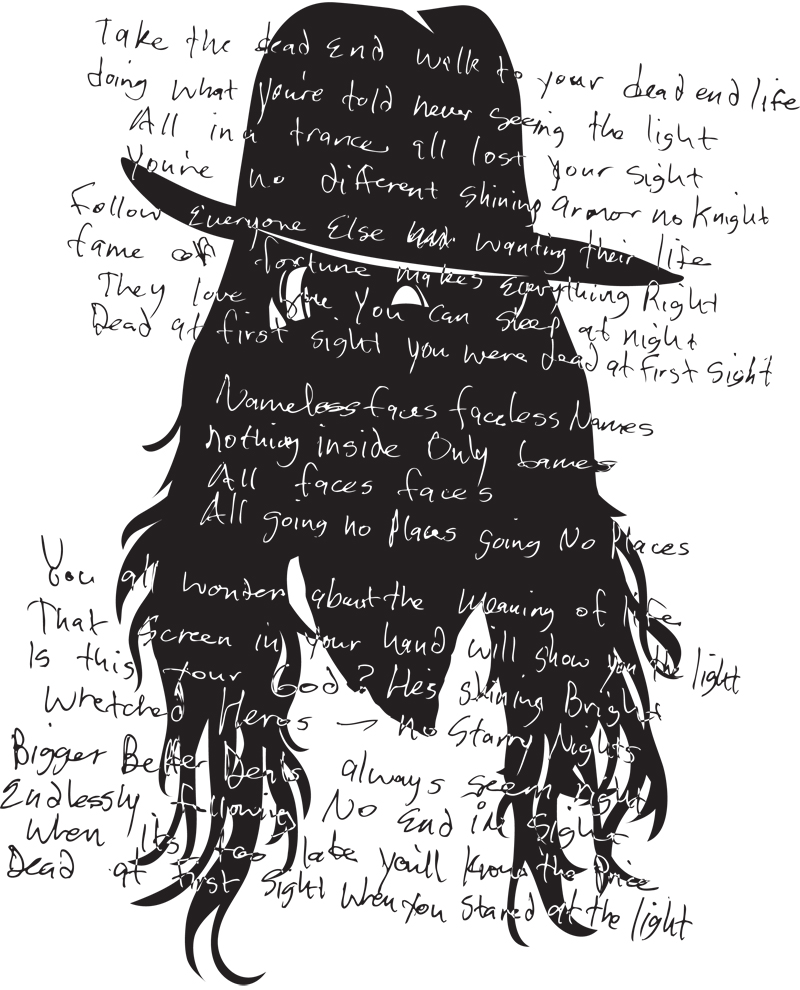 Take the dead End walk to your dead end life
doing what you're told never seeing the light
All in a trance all lost your sight
You're no different shining armor no Knight
Follow Everyone Else wanting their life
fame or fortune makes Everything Right
They love you You can sleep at night
Dead at first sight you were dead at First Sight
Nameless faces faceless Names
nothing inside Only Games
All faces faces
All going no places going No Places
You all wonder about the Meaning of life
That Screen in your hand will show you the light
Is this your God? He's shining Bright
Wretched Heros – no Starry Nights
Bigger Better always seem right
Endlessly following No End in Sight
When Its too late you'll know the Price
Dead at First Sight When You Stared at the light